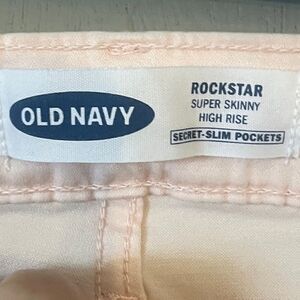 OLD NAVY
ROCKSTAR
SUPER SKINNY
HIGH RISE
SECRET-SLIM POCKETS